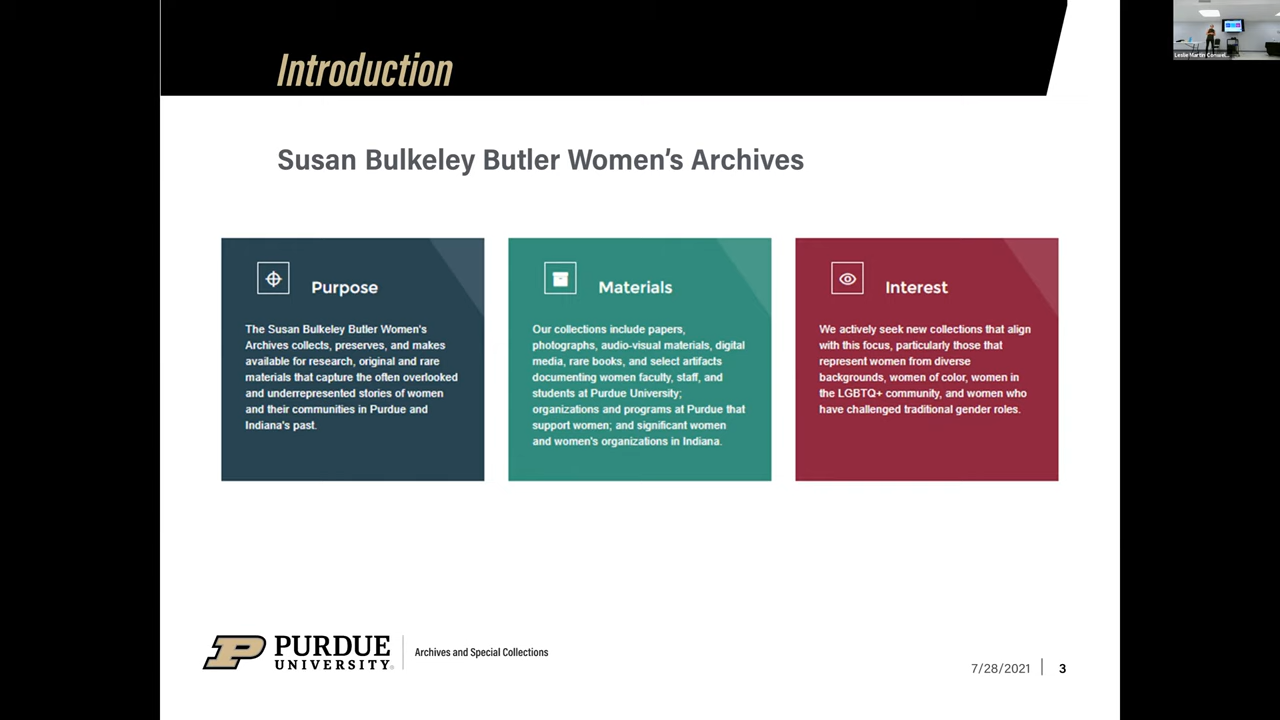 Introduction
Leslie Martin Conwel...
Susan Bulkeley Butler Women's Archives
Purpose
The Susan Bulkeley Butler Women's
Archives collects, preserves, and makes
available for research, original and rare
materials that capture the often overlooked
and underrepresented stories of women
and their communities in Purdue and
Indiana's past.
Materials
Our collections include papers,
photographs, audio-visual materials, digital
media, rare books, and select artifacts
documenting women faculty, staff, and
students at Purdue University;
organizations and programs at Purdue that
support women; and significant women
and women's organizations in Indiana.
Interest
We actively seek new collections that align
with this focus, particularly those that
represent women from diverse
backgrounds, women of color, women in
the LGBTQ+ community, and women who
have challenged traditional gender roles.
P PURDUE
UNIVERSITY®
Archives and Special Collections
7/28/2021 | 3